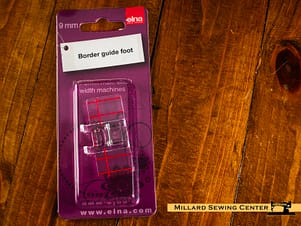 9 mm
elna
Border guide foot
width machines
www.elna.com
MILLARD SEWING CENTER